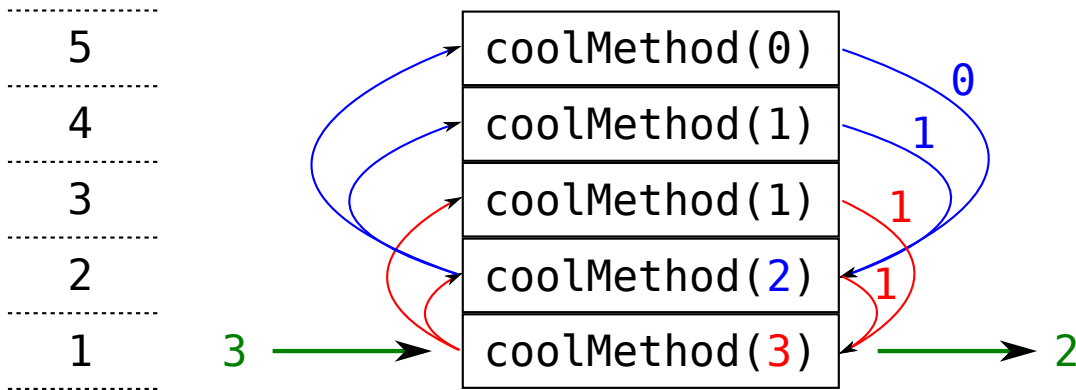 5 coolMethod(0) 0
4 coolMethod(1) 1
3 coolMethod(1) 1
2 coolMethod(2) 1
1 3 coolMethod(3) 2